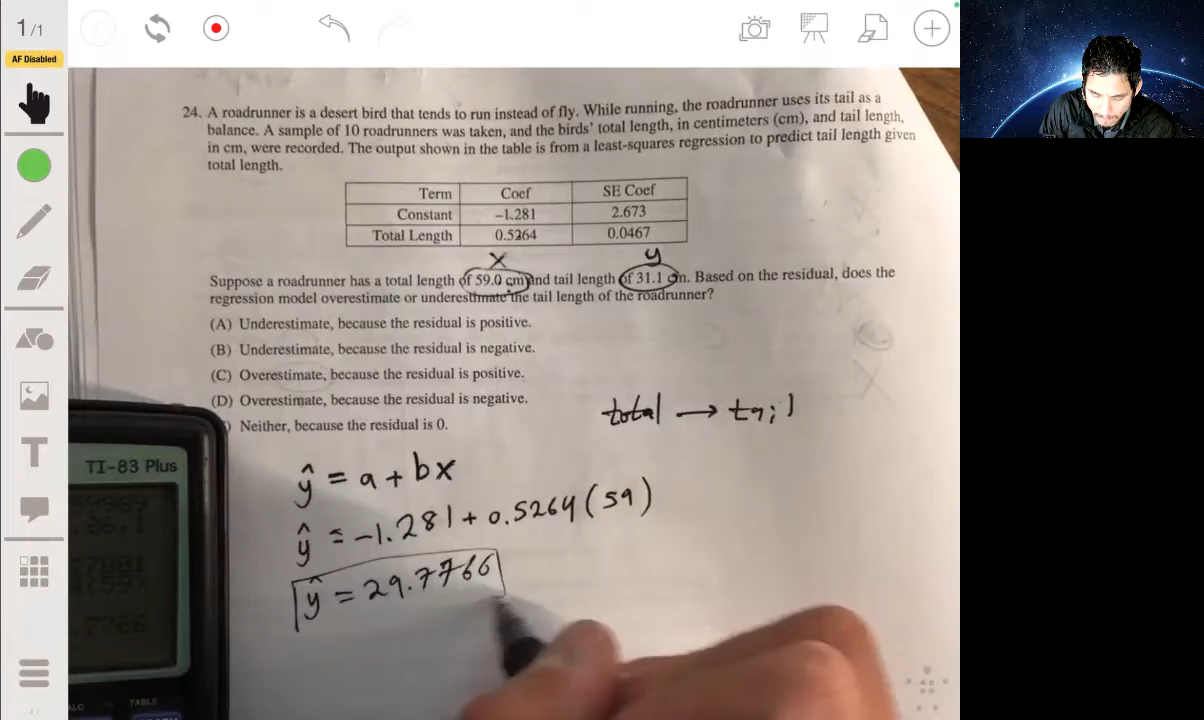 1/1
AF Disabled
24. A roadrunner is a desert bird that tends to run instead of fly. While running, the roadrunner uses its tail as a
balance. A sample of 10 roadrunners was taken, and the birds' total length, in centimeters (cm), and tail length,
in cm, were recorded. The output shown in the table is from a least-squares regression to predict tail length given
total length.
Term Coef SE Coef
Constant -1.281 2.673
Total Length 0.5264 0.0467
x y
Suppose a roadrunner has a total length of 59.0 cm and tail length of 31.1 cm. Based on the residual, does the
regression model overestimate or underestimate the tail length of the roadrunner?
(A) Underestimate, because the residual is positive.
(B) Underestimate, because the residual is negative.
(C) Overestimate, because the residual is positive.
(D) Overestimate, because the residual is negative.
Neither, because the residual is 0.
total → tail
ŷ = a + bx
ŷ = -1.281 + 0.5264(59)
ŷ = 29.7766
TI-83 Plus
.7766
TABLE
T